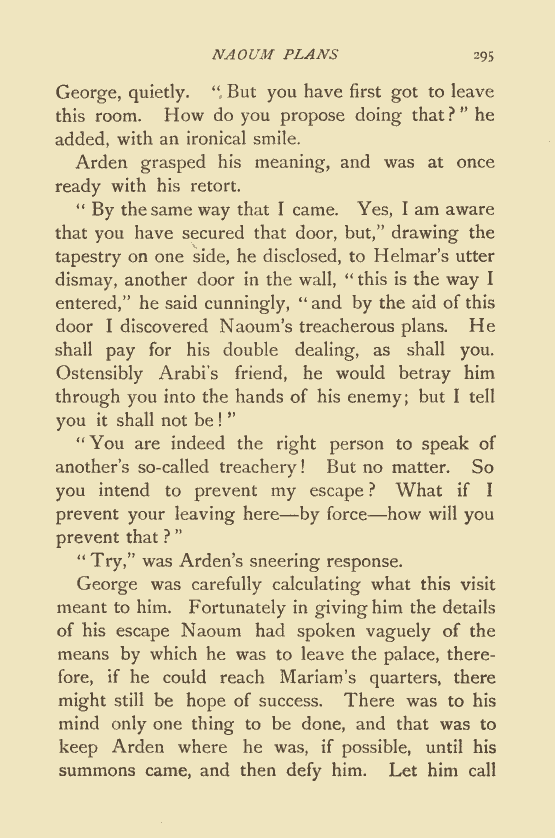 NAOUM PLANS 295
George, quietly. “ But you have first got to leave
this room. How do you propose doing that?” he
added, with an ironical smile.
Arden grasped his meaning, and was at once
ready with his retort.
“ By the same way that I came. Yes, I am aware
that you have secured that door, but,” drawing the
tapestry on one side, he disclosed, to Helmar’s utter
dismay, another door in the wall, “this is the way I
entered,” he said cunningly, “and by the aid of this
door I discovered Naoum’s treacherous plans. He
shall pay for his double dealing, as shall you.
Ostensibly Arabi’s friend, he would betray him
through you into the hands of his enemy; but I tell
you it shall not be!”
“You are indeed the right person to speak of
another’s so-called treachery! But no matter. So
you intend to prevent my escape? What if I
prevent your leaving here—by force—how will you
prevent that?”
“Try,” was Arden’s sneering response.
George was carefully calculating what this visit
meant to him. Fortunately in giving him the details
of his escape Naoum had spoken vaguely of the
means by which he was to leave the palace, there-
fore, if he could reach Mariam’s quarters, there
might still be hope of success. There was to his
mind only one thing to be done, and that was to
keep Arden where he was, if possible, until his
summons came, and then defy him. Let him call